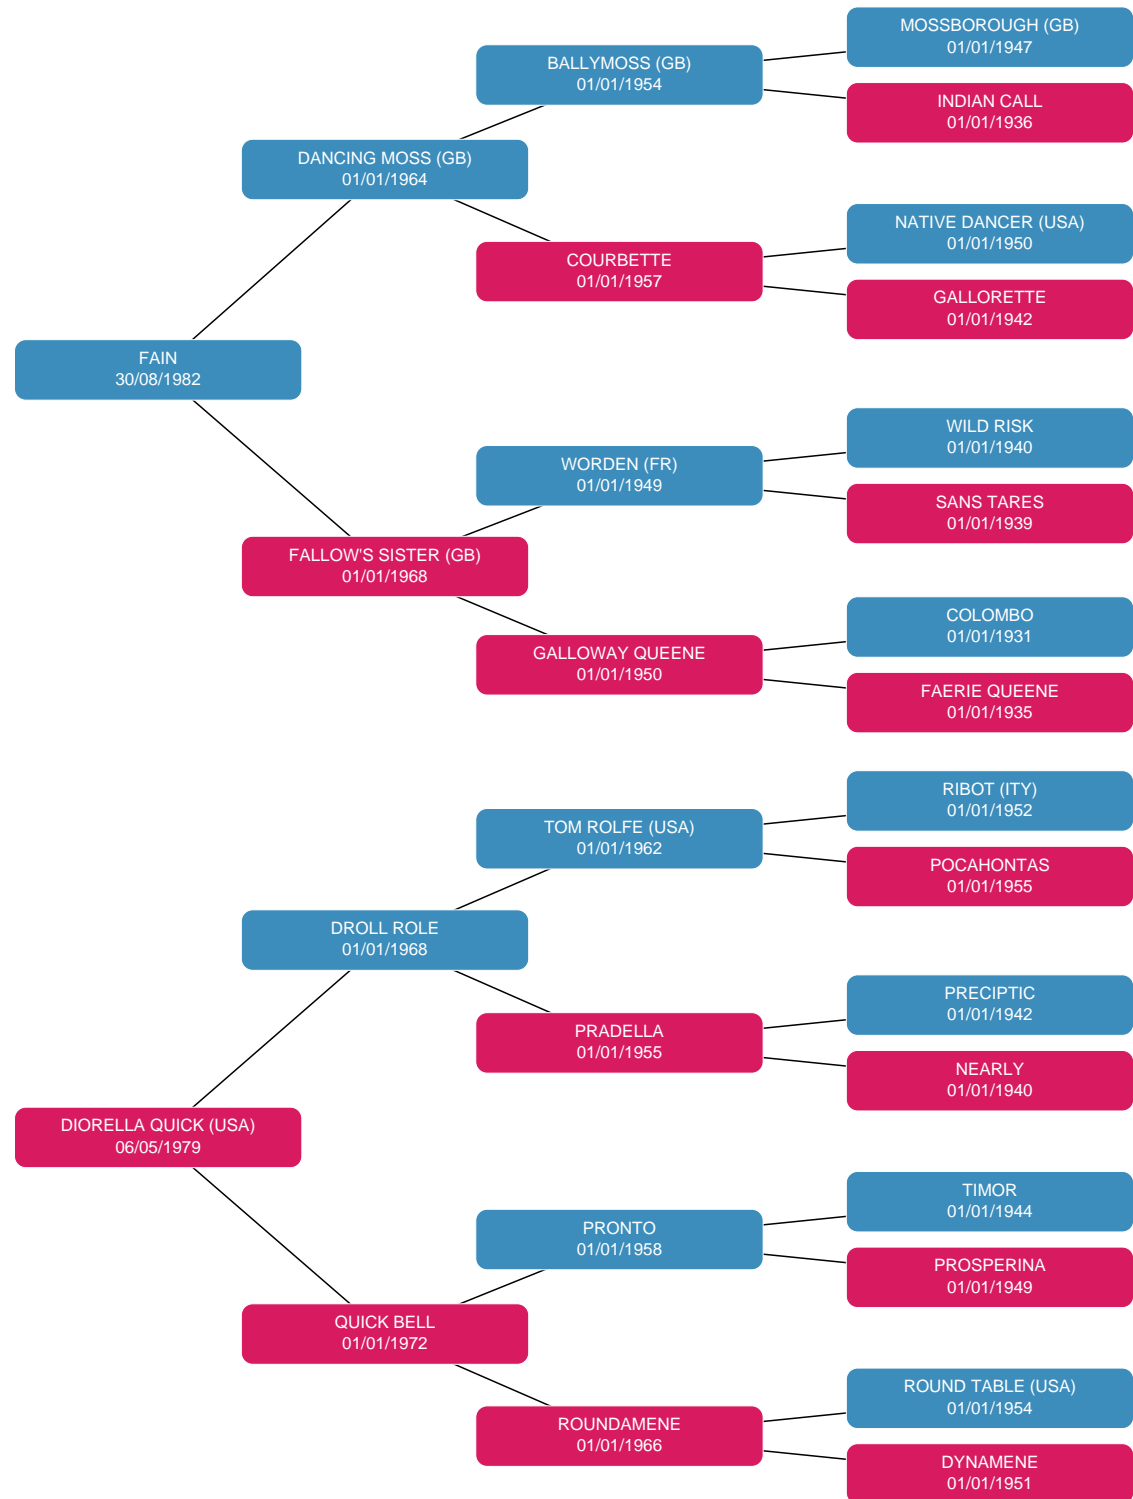 MOSSBOROUGH (GB)
01/01/1947
BALLYMOSS (GB)
01/01/1954
INDIAN CALL
01/01/1936
DANCING MOSS (GB)
01/01/1964
NATIVE DANCER (USA)
01/01/1950
COURBETTE
01/01/1957
GALLORETTE
01/01/1942
FAIN
30/08/1982
WILD RISK
01/01/1940
WORDEN (FR)
01/01/1949
SANS TARES
01/01/1939
FALLOW'S SISTER (GB)
01/01/1968
COLOMBO
01/01/1931
GALLOWAY QUEENE
01/01/1950
FAERIE QUEENE
01/01/1935
RIBOT (ITY)
01/01/1952
TOM ROLFE (USA)
01/01/1962
POCAHONTAS
01/01/1955
DROLL ROLE
01/01/1968
PRECIPTIC
01/01/1942
PRADELLA
01/01/1955
NEARLY
01/01/1940
DIORELLA QUICK (USA)
06/05/1979
TIMOR
01/01/1944
PRONTO
01/01/1958
PROSPERINA
01/01/1949
QUICK BELL
01/01/1972
ROUND TABLE (USA)
01/01/1954
ROUNDAMENE
01/01/1966
DYNAMENE
01/01/1951